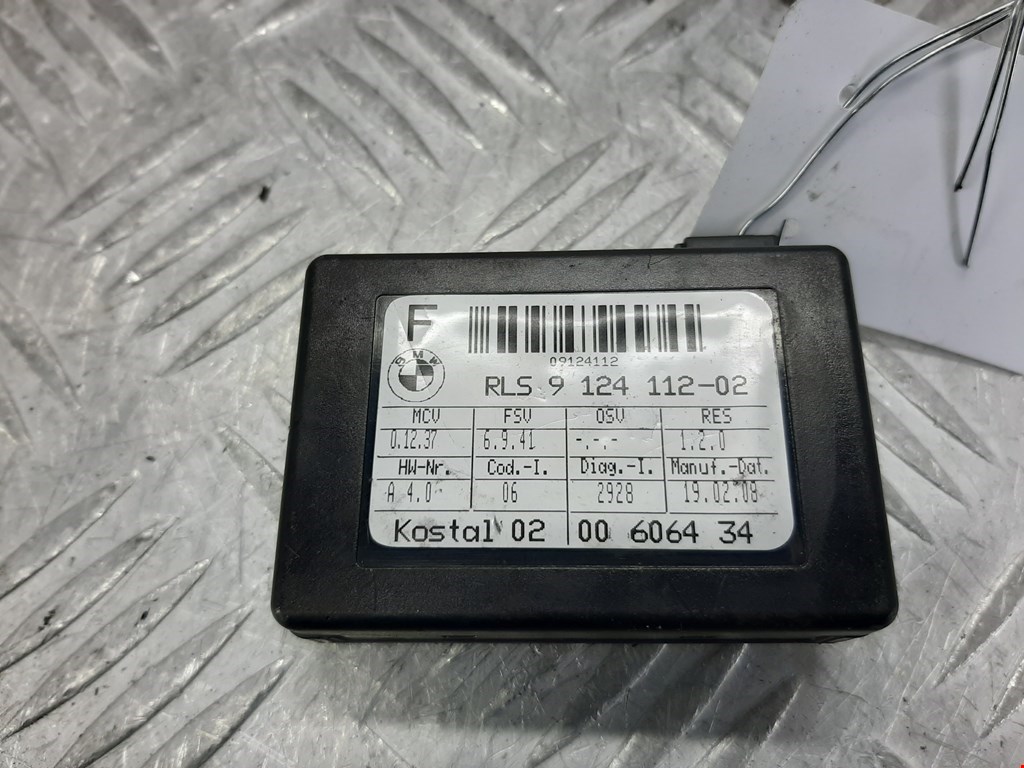 F
09124112
BMW
RLS 9 124 112-02
MCV FSV OSV RES
0.12.37 6.9.41 -.-.- 1.2.0
HW-Nr. Cod.-I. Diag.-I. Manuf.-Dat.
A 4.0 06 2928 19.02.08
Kostal 02 00 6064 34